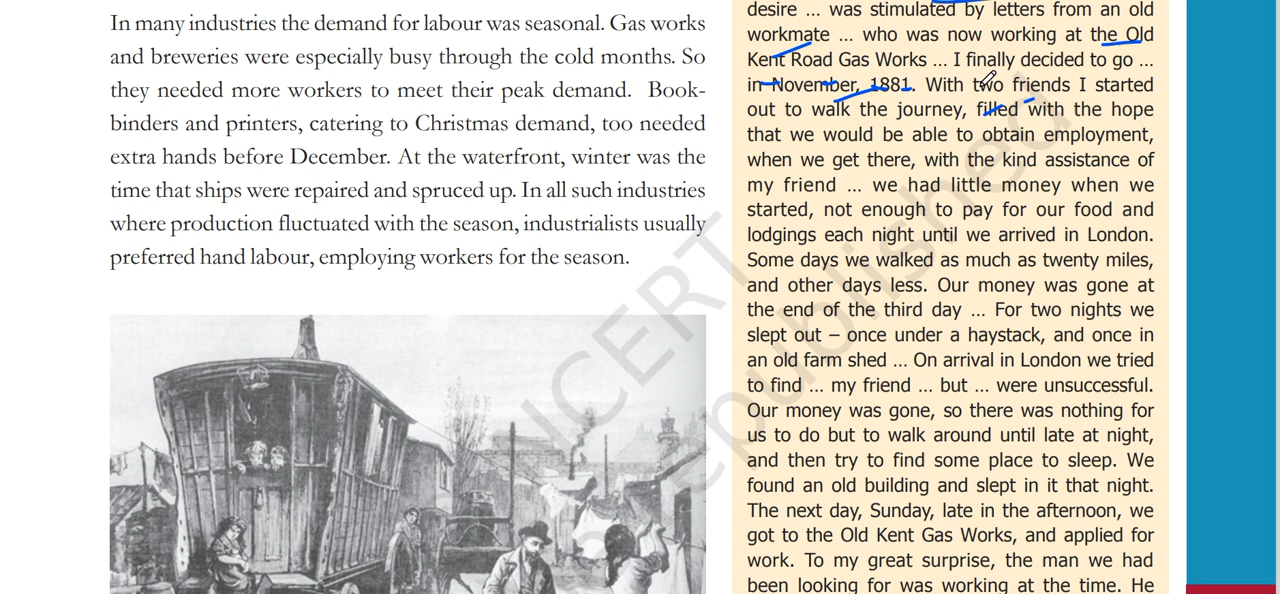 In many industries the demand for labour was seasonal. Gas works
and breweries were especially busy through the cold months. So
they needed more workers to meet their peak demand. Book-
binders and printers, catering to Christmas demand, too needed
extra hands before December. At the waterfront, winter was the
time that ships were repaired and spruced up. In all such industries
where production fluctuated with the season, industrialists usually
preferred hand labour, employing workers for the season.
desire ... was stimulated by letters from an old
workmate ... who was now working at the Old
Kent Road Gas Works ... I finally decided to go ...
in November, 1881. With two friends I started
out to walk the journey, filled with the hope
that we would be able to obtain employment,
when we get there, with the kind assistance of
my friend ... we had little money when we
started, not enough to pay for our food and
lodgings each night until we arrived in London.
Some days we walked as much as twenty miles,
and other days less. Our money was gone at
the end of the third day ... For two nights we
slept out – once under a haystack, and once in
an old farm shed ... On arrival in London we tried
to find ... my friend ... but ... were unsuccessful.
Our money was gone, so there was nothing for
us to do but to walk around until late at night,
and then try to find some place to sleep. We
found an old building and slept in it that night.
The next day, Sunday, late in the afternoon, we
got to the Old Kent Gas Works, and applied for
work. To my great surprise, the man we had
been looking for was working at the time. He